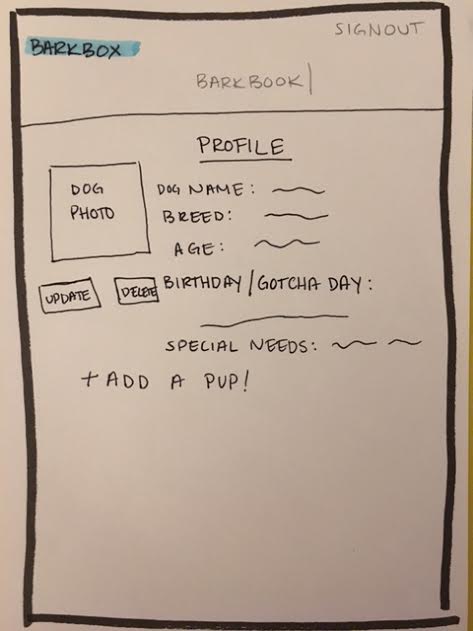 SIGNOUT
BARKBOX
BARKBOOK|
PROFILE
DOG PHOTO
DOG NAME:
BREED:
AGE:
UPDATE
DELETE
BIRTHDAY/GOTCHA DAY:
SPECIAL NEEDS:
+ ADD A PUP!